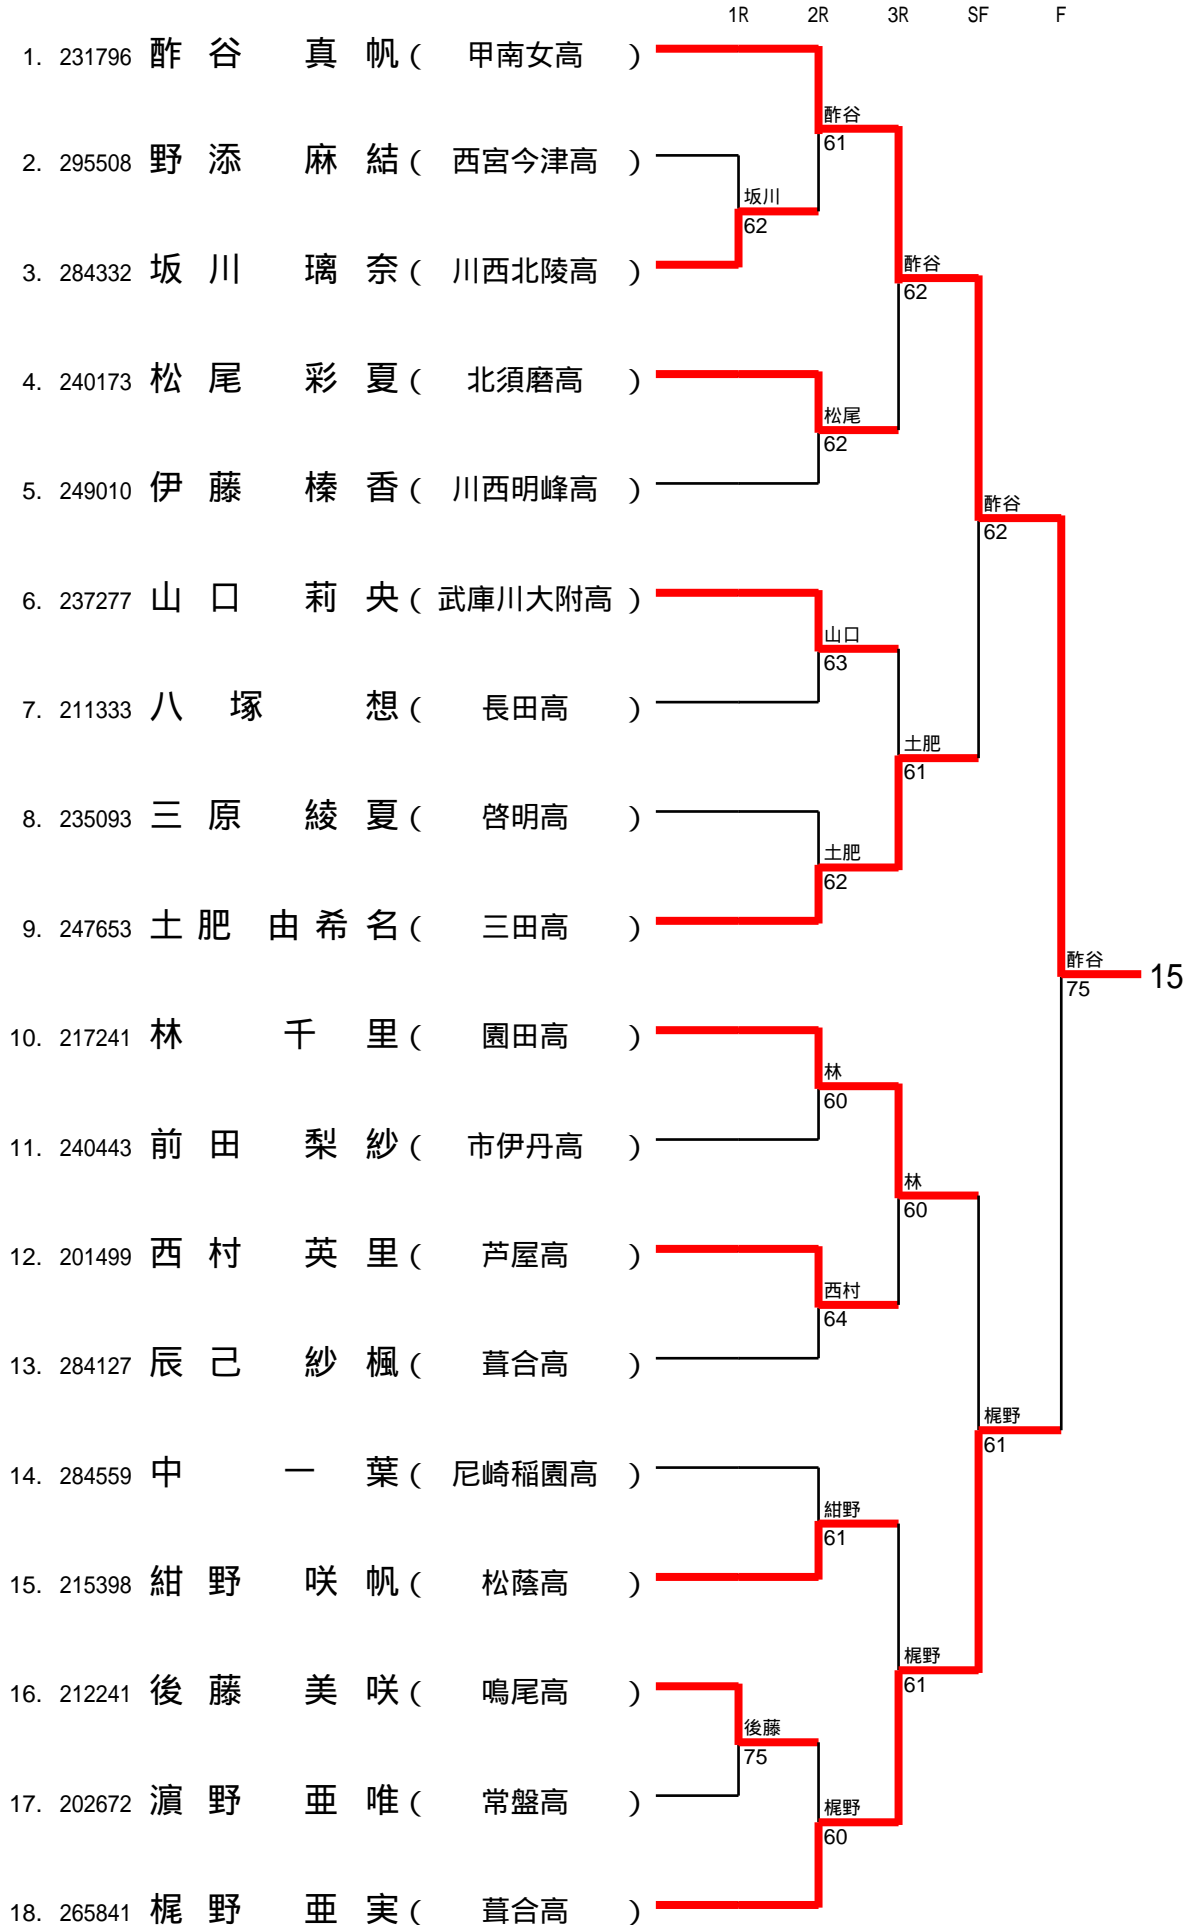 1R 2R 3R SF F
1. 231796 酢谷 真帆 ( 甲南女高 )
酢谷
61
2. 295508 野添 麻結 ( 西宮今津高 )
坂川
62
3. 284332 坂川 璃奈 ( 川西北陵高 )
酢谷
62
4. 240173 松尾 彩夏 ( 北須磨高 )
松尾
62
5. 249010 伊藤 榛香 ( 川西明峰高 )
酢谷
62
6. 237277 山口 莉央 ( 武庫川大附高 )
山口
63
7. 211333 八塚 想 ( 長田高 )
土肥
61
8. 235093 三原 綾夏 ( 啓明高 )
土肥
62
9. 247653 土肥 由希名 ( 三田高 )
酢谷
75
15
10. 217241 林 千里 ( 園田高 )
林
60
11. 240443 前田 梨紗 ( 市伊丹高 )
林
60
12. 201499 西村 英里 ( 芦屋高 )
西村
64
13. 284127 辰己 紗楓 ( 葺合高 )
梶野
61
14. 284559 中 一葉 ( 尼崎稲園高 )
紺野
61
15. 215398 紺野 咲帆 ( 松蔭高 )
梶野
61
16. 212241 後藤 美咲 ( 鳴尾高 )
後藤
75
17. 202672 濵野 亜唯 ( 常盤高 )
梶野
60
18. 265841 梶野 亜実 ( 葺合高 )